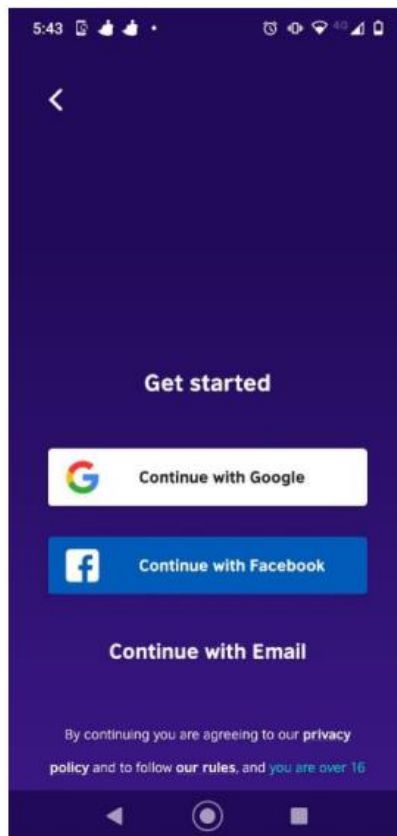 5:43
4G
Get started
Continue with Google
Continue with Facebook
Continue with Email
By continuing you are agreeing to our privacy
policy and to follow our rules, and you are over 16